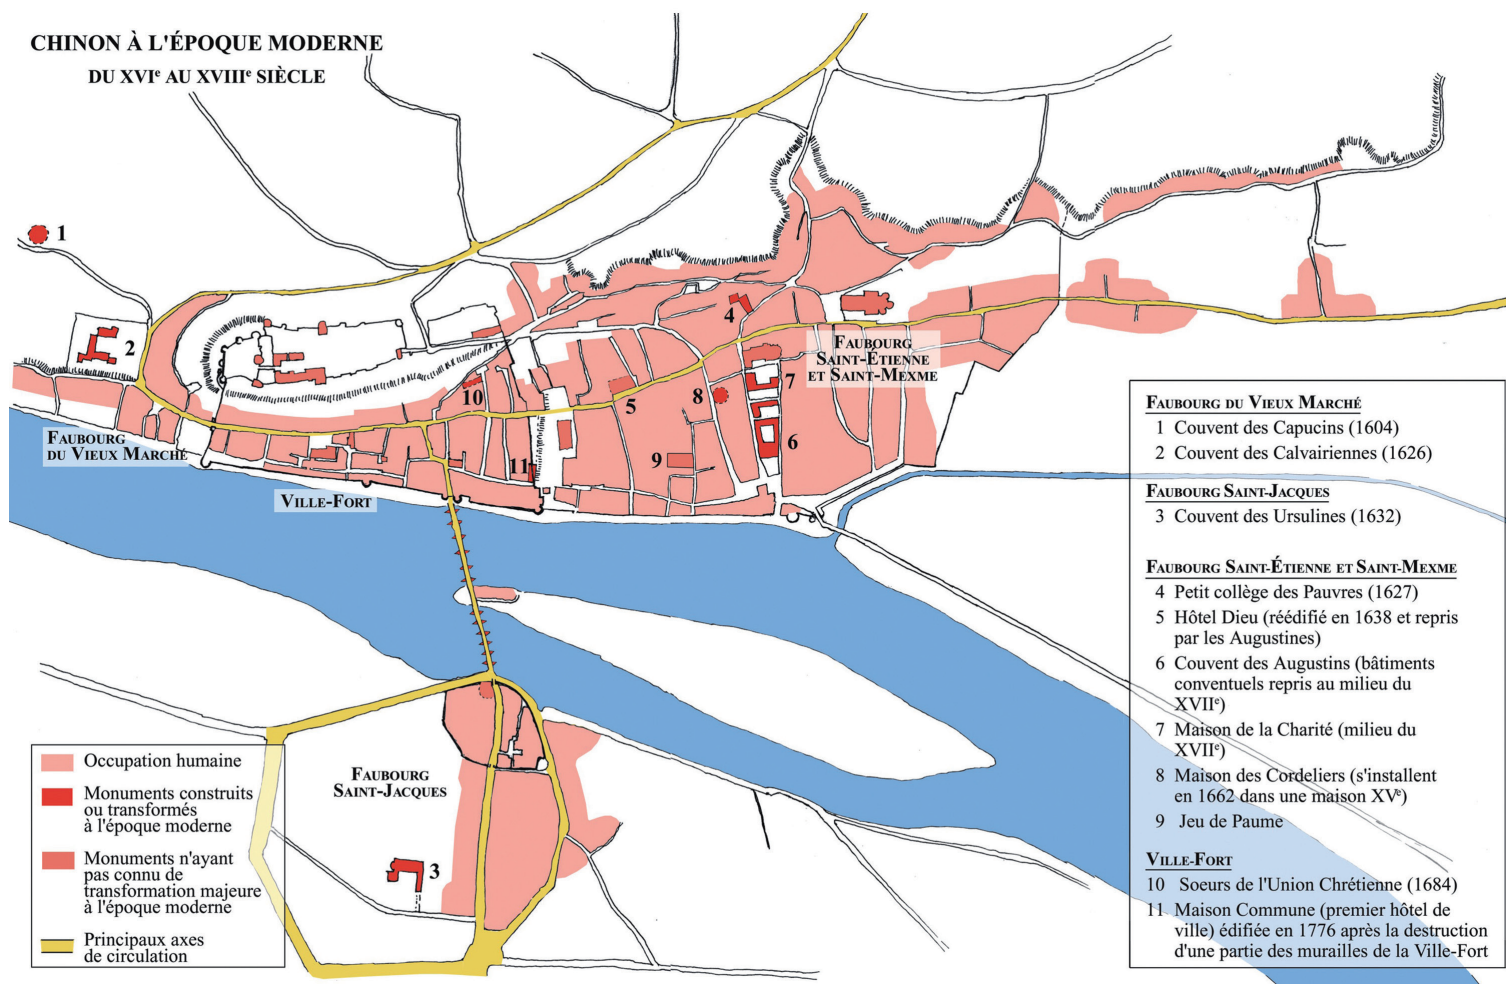 CHINON À L'ÉPOQUE MODERNE
DU XVIe AU XVIIIe SIÈCLE
1
2
4
FAUBOURG
SAINT-ÉTIENNE
ET SAINT-MEXME
10
5
8
7
6
9
11
FAUBOURG
DU VIEUX MARCHÉ
VILLE-FORT
FAUBOURG
SAINT-JACQUES
3
Occupation humaine
Monuments construits
ou transformés
à l'époque moderne
Monuments n'ayant
pas connu de
transformation majeure
à l'époque moderne
Principaux axes
de circulation
FAUBOURG DU VIEUX MARCHÉ
1 Couvent des Capucins (1604)
2 Couvent des Calvairiennes (1626)
FAUBOURG SAINT-JACQUES
3 Couvent des Ursulines (1632)
FAUBOURG SAINT-ÉTIENNE ET SAINT-MEXME
4 Petit collège des Pauvres (1627)
5 Hôtel Dieu (réédifié en 1638 et repris
par les Augustines)
6 Couvent des Augustins (bâtiments
conventuels repris au milieu du
XVIIe)
7 Maison de la Charité (milieu du
XVIIe)
8 Maison des Cordeliers (s'installent
en 1662 dans une maison XVe)
9 Jeu de Paume
VILLE-FORT
10 Soeurs de l'Union Chrétienne (1684)
11 Maison Commune (premier hôtel de
ville) édifiée en 1776 après la destruction
d'une partie des murailles de la Ville-Fort